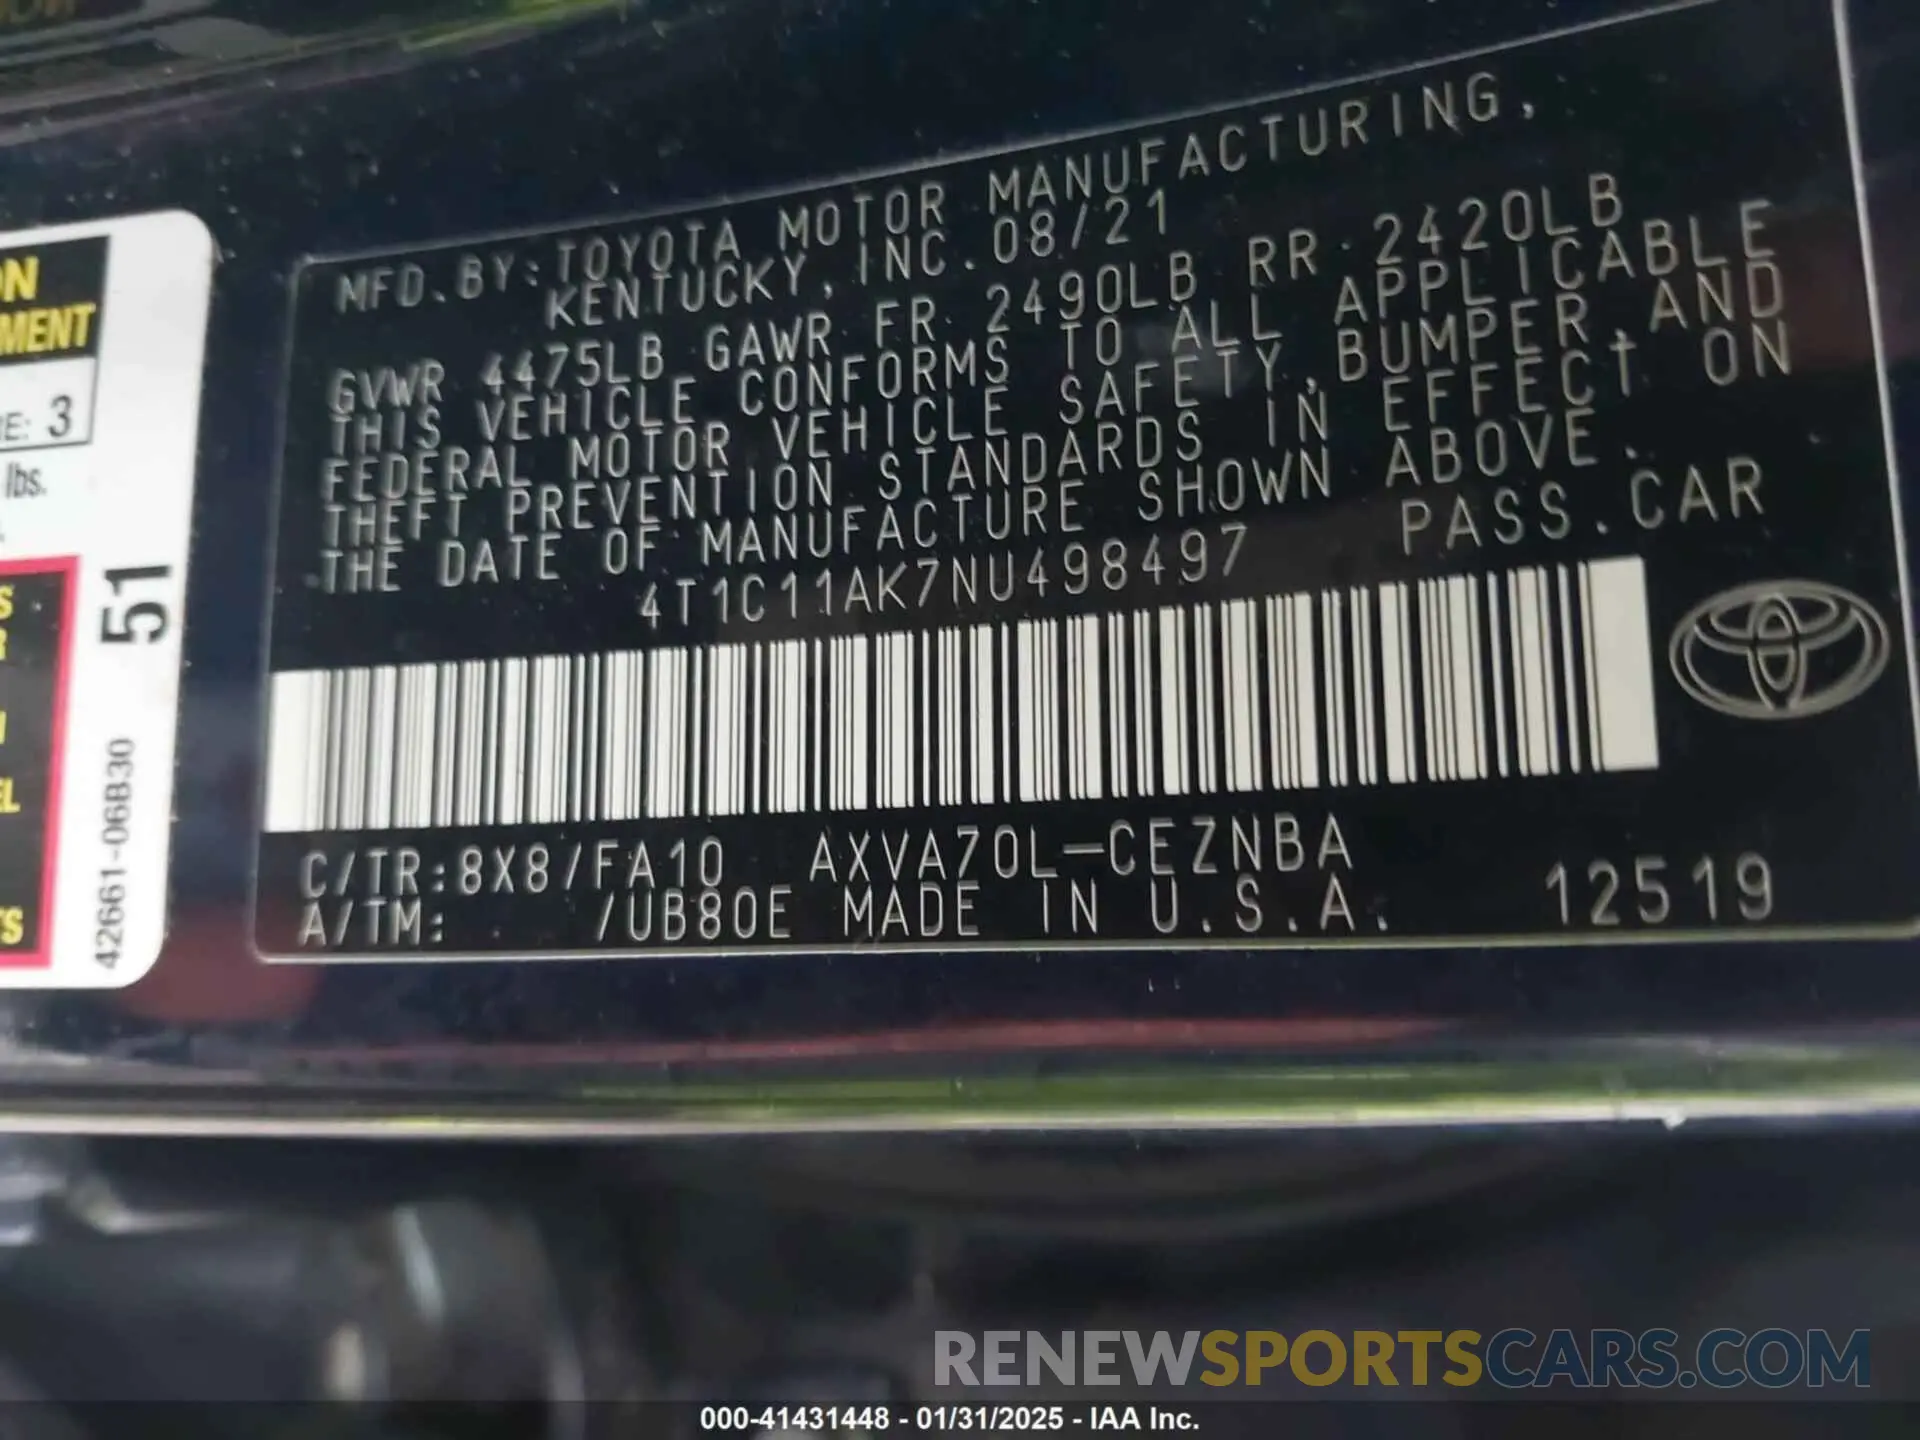 MFD.BY:TOYOTA MOTOR MANUFACTURING,
KENTUCKY, INC. 08/21
GVWR 4475LB GAWR FR 2490LB RR 2420LB
THIS VEHICLE CONFORMS TO ALL APPLICABLE
FEDERAL MOTOR VEHICLE SAFETY, BUMPER, AND
THEFT PREVENTION STANDARDS IN EFFECT ON
THE DATE OF MANUFACTURE SHOWN ABOVE.
4T1C11AK7NU498497 PASS.CAR
C/TR:8X8/FA10 AXVA70L-CEZNBA
A/TM: /UB80E MADE IN U.S.A. 12519
MENT
3
lbs.
51
42661-06B30
RENEWSPORTSCARS.COM
000-41431448 - 01/31/2025 - IAA Inc.